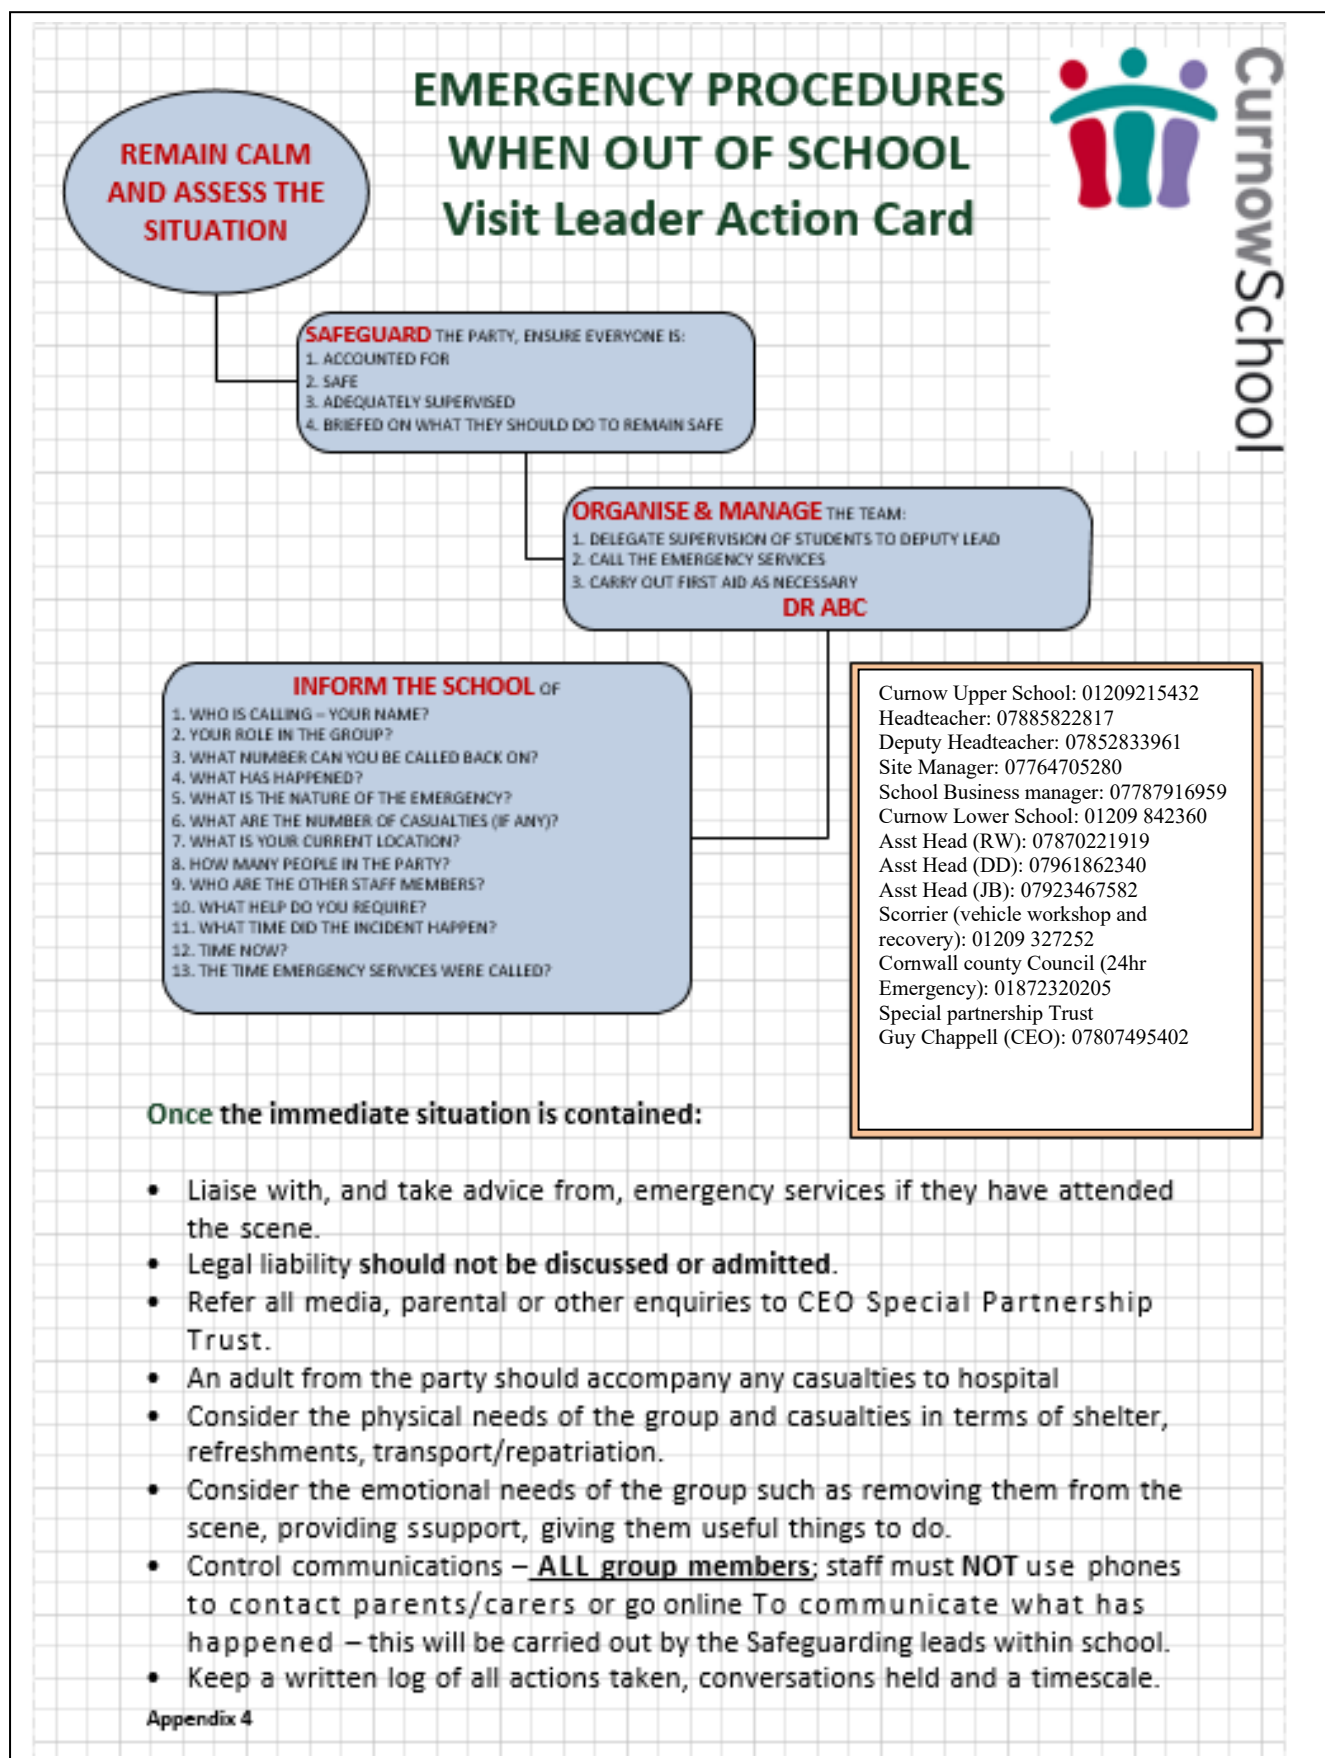 EMERGENCY PROCEDURES
WHEN OUT OF SCHOOL
Visit Leader Action Card
CurnowSchool
REMAIN CALM
AND ASSESS THE
SITUATION
SAFEGUARD THE PARTY, ENSURE EVERYONE IS:
1. ACCOUNTED FOR
2. SAFE
3. ADEQUATELY SUPERVISED
4. BRIEFED ON WHAT THEY SHOULD DO TO REMAIN SAFE
ORGANISE & MANAGE THE TEAM:
1. DELEGATE SUPERVISION OF STUDENTS TO DEPUTY LEAD
2. CALL THE EMERGENCY SERVICES
3. CARRY OUT FIRST AID AS NECESSARY
DR ABC
INFORM THE SCHOOL OF
1. WHO IS CALLING – YOUR NAME?
2. YOUR ROLE IN THE GROUP?
3. WHAT NUMBER CAN YOU BE CALLED BACK ON?
4. WHAT HAS HAPPENED?
5. WHAT IS THE NATURE OF THE EMERGENCY?
6. WHAT ARE THE NUMBER OF CASUALTIES (IF ANY)?
7. WHAT IS YOUR CURRENT LOCATION?
8. HOW MANY PEOPLE IN THE PARTY?
9. WHO ARE THE OTHER STAFF MEMBERS?
10. WHAT HELP DO YOU REQUIRE?
11. WHAT TIME DID THE INCIDENT HAPPEN?
12. TIME NOW?
13. THE TIME EMERGENCY SERVICES WERE CALLED?
Curnow Upper School: 01209215432
Headteacher: 07885822817
Deputy Headteacher: 07852833961
Site Manager: 07764705280
School Business manager: 07787916959
Curnow Lower School: 01209 842360
Asst Head (RW): 07870221919
Asst Head (DD): 07961862340
Asst Head (JB): 07923467582
Scorrier (vehicle workshop and
recovery): 01209 327252
Cornwall county Council (24hr
Emergency): 01872320205
Special partnership Trust
Guy Chappell (CEO): 07807495402
Once the immediate situation is contained:
• Liaise with, and take advice from, emergency services if they have attended
the scene.
• Legal liability should not be discussed or admitted.
• Refer all media, parental or other enquiries to CEO Special Partnership
Trust.
• An adult from the party should accompany any casualties to hospital
• Consider the physical needs of the group and casualties in terms of shelter,
refreshments, transport/repatriation.
• Consider the emotional needs of the group such as removing them from the
scene, providing ssupport, giving them useful things to do.
• Control communications – ALL group members; staff must NOT use phones
to contact parents/carers or go online To communicate what has
happened – this will be carried out by the Safeguarding leads within school.
• Keep a written log of all actions taken, conversations held and a timescale.
Appendix 4